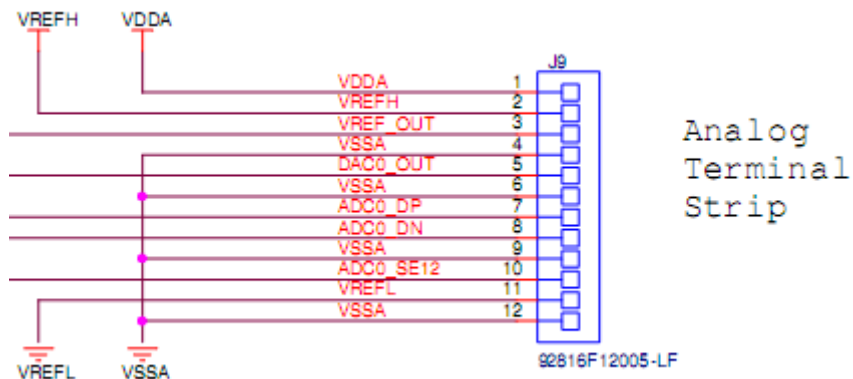 VREFH VDDA
J9
VDDA 1
VREFH 2
VREF_OUT 3
VSSA 4
DAC0_OUT 5
VSSA 6
ADC0_DP 7
ADC0_DN 8
VSSA 9
ADC0_SE12 10
VREFL 11
VSSA 12
Analog
Terminal
Strip
VREFL VSSA
92816F12005-LF